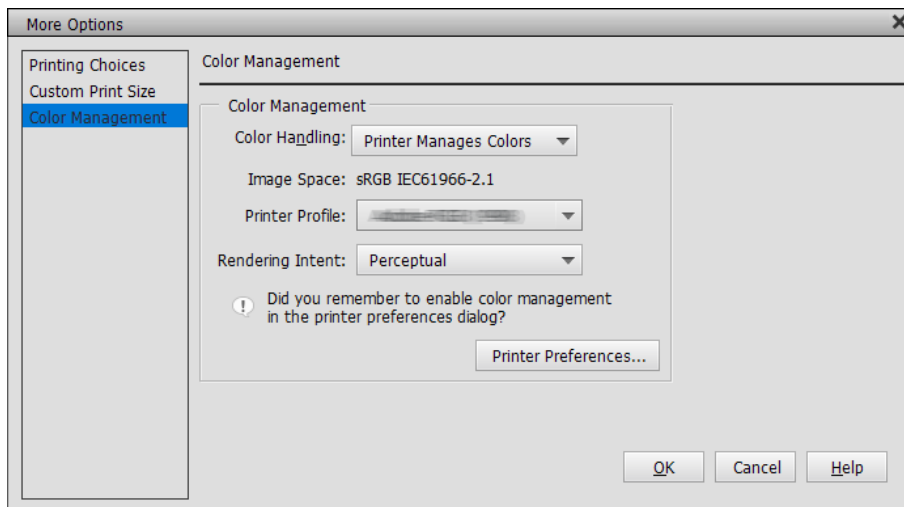 More Options
Printing Choices
Custom Print Size
Color Management
Color Management
Color Management
Color Handling: Printer Manages Colors
Image Space: sRGB IEC61966-2.1
Printer Profile:
Rendering Intent: Perceptual
Did you remember to enable color management
in the printer preferences dialog?
Printer Preferences...
OK Cancel Help